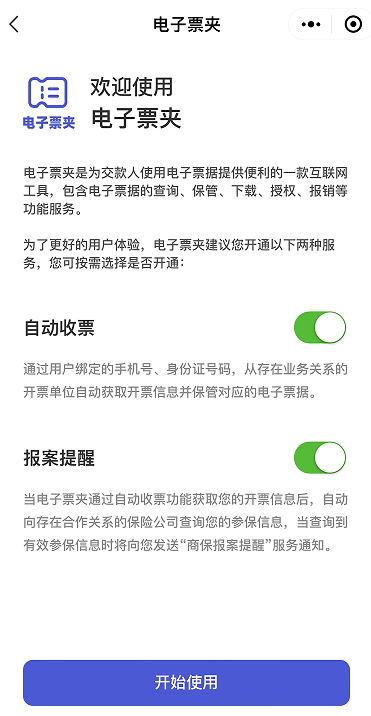 电子票夹
欢迎使用
电子票夹
电子票夹
电子票夹是为交款人使用电子票据提供便利的一款互联网
工具，包含电子票据的查询、保管、下载、授权、报销等
功能服务。
为了更好的用户体验，电子票夹建议您开通以下两种服
务，您可按需选择是否开通：
自动收票
通过用户绑定的手机号、身份证号码，从存在业务关系的
开票单位自动获取开票信息并保管对应的电子票据。
报案提醒
当电子票夹通过自动收票功能获取您的开票信息后，自动
向存在合作关系的保险公司查询您的参保信息，当查询到
有效参保信息时将向您发送“商保报案提醒”服务通知。
开始使用